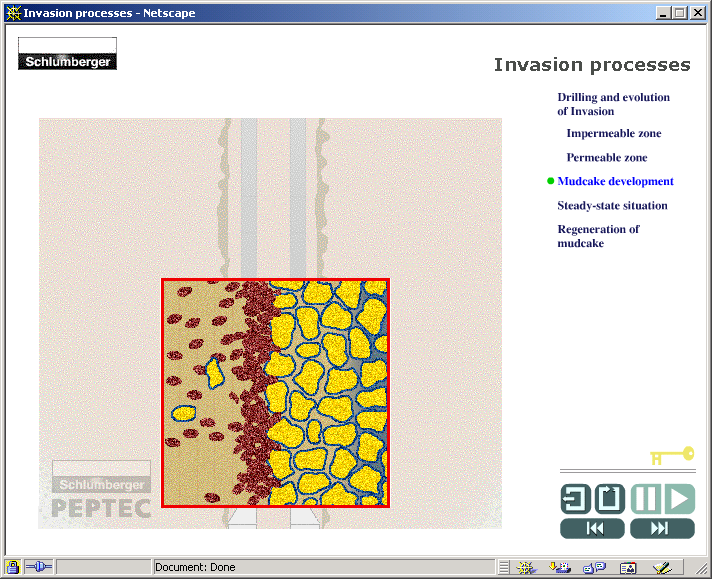 Invasion processes - Netscape
Schlumberger
Invasion processes
Drilling and evolution
of Invasion
Impermeable zone
Permeable zone
Mudcake development
Steady-state situation
Regeneration of
mudcake
Schlumberger
PEPTEC
Document: Done